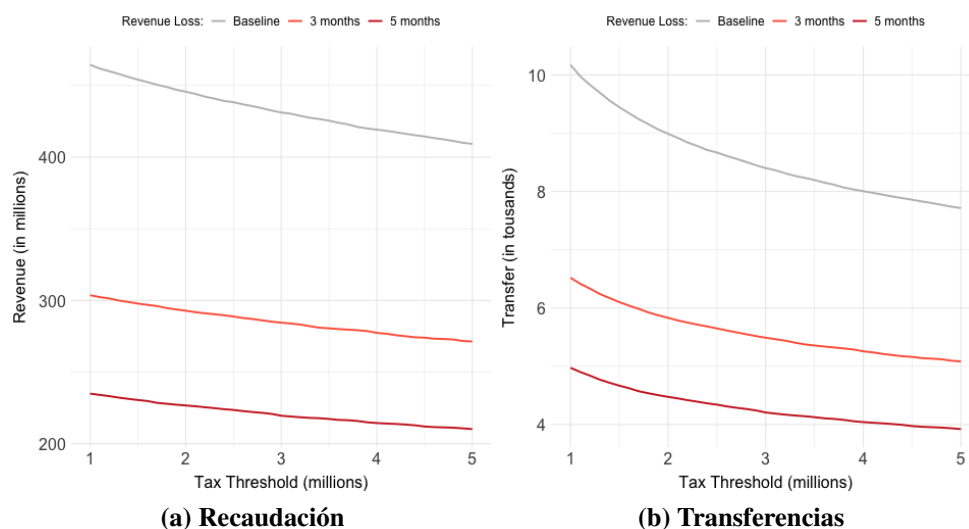 Revenue Loss: Baseline 3 months 5 months
400
300
200
Revenue (in millions)
1 2 3 4 5
Tax Threshold (millions)
(a) Recaudación
Revenue Loss: Baseline 3 months 5 months
10
8
6
4
Transfer (in tousands)
1 2 3 4 5
Tax Threshold (millions)
(b) Transferencias